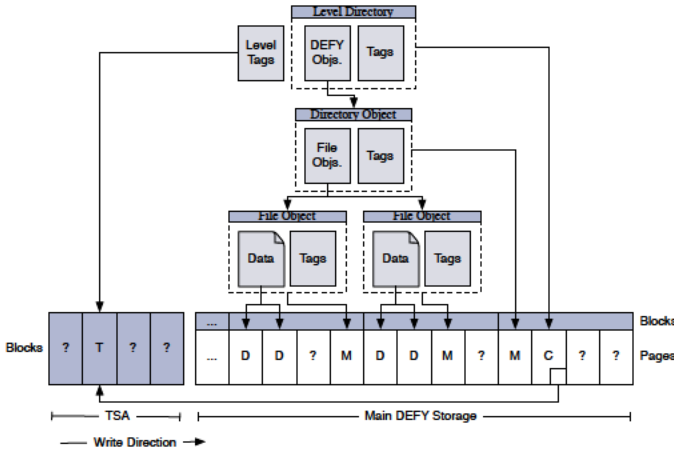 Level Directory
Level
Tags
DEFY
Objs.
Tags
Directory Object
File
Objs.
Tags
File Object
File Object
Data
Tags
Data
Tags
... Blocks
Blocks ? T ? ? ... D D ? M D D M ? M C ? ? Pages
TSA Main DEFY Storage
Write Direction